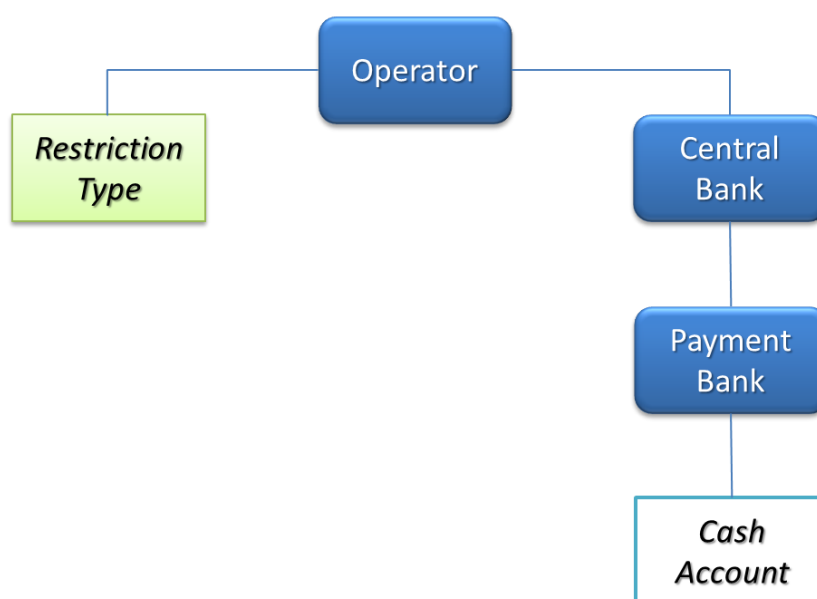 Operator
Restriction
Type
Central
Bank
Payment
Bank
Cash
Account